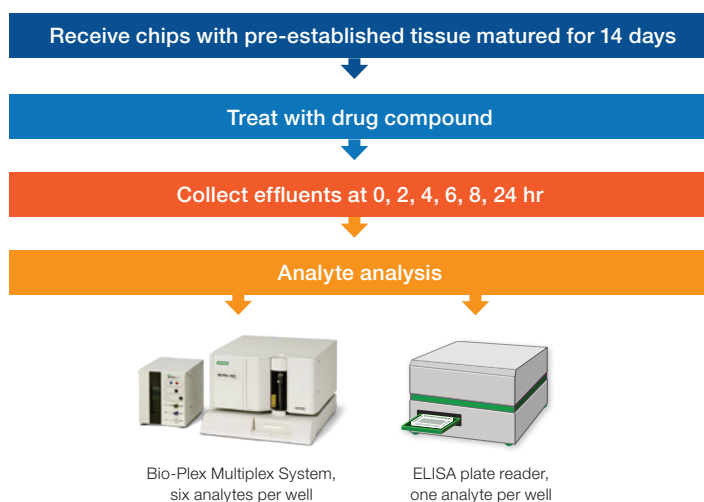 Receive chips with pre-established tissue matured for 14 days
Treat with drug compound
Collect effluents at 0, 2, 4, 6, 8, 24 hr
Analyte analysis
Bio-Plex Multiplex System,
six analytes per well
ELISA plate reader,
one analyte per well